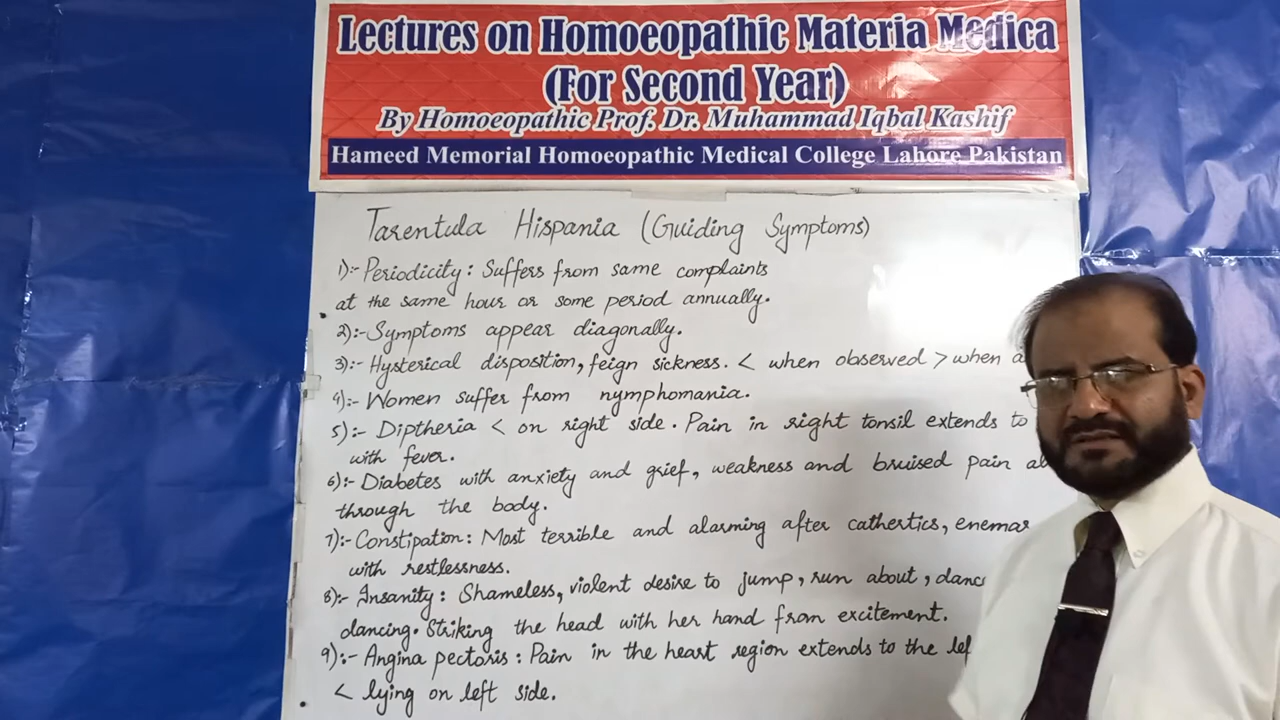 Lectures on Homoeopathic Materia Medica
(For Second Year)
By Homoeopathic Prof. Dr. Muhammad Iqbal Kashif
Hameed Memorial Homoeopathic Medical College Lahore Pakistan
Tarentula Hispania (Guiding Symptoms)
1):- Periodicity: Suffers from same complaints
at the same hour or some period annually.
2):- Symptoms appear diagonally.
3):- Hysterical disposition, feign sickness. < when observed > when
4):- Women suffer from nymphomania.
5):- Diptheria < on right side. Pain in right tonsil extends to
with fever.
6):- Diabetes with anxiety and grief, weakness and bruised pain
through the body.
7):- Constipation: Most terrible and alarming after cathertics, enemas
with restlessness.
8):- Insanity: Shameless, violent desire to jump, run about,
dancing. Striking the head with her hand from excitement.
9):- Angina pectoris: Pain in the heart region extends to the
< lying on left side.